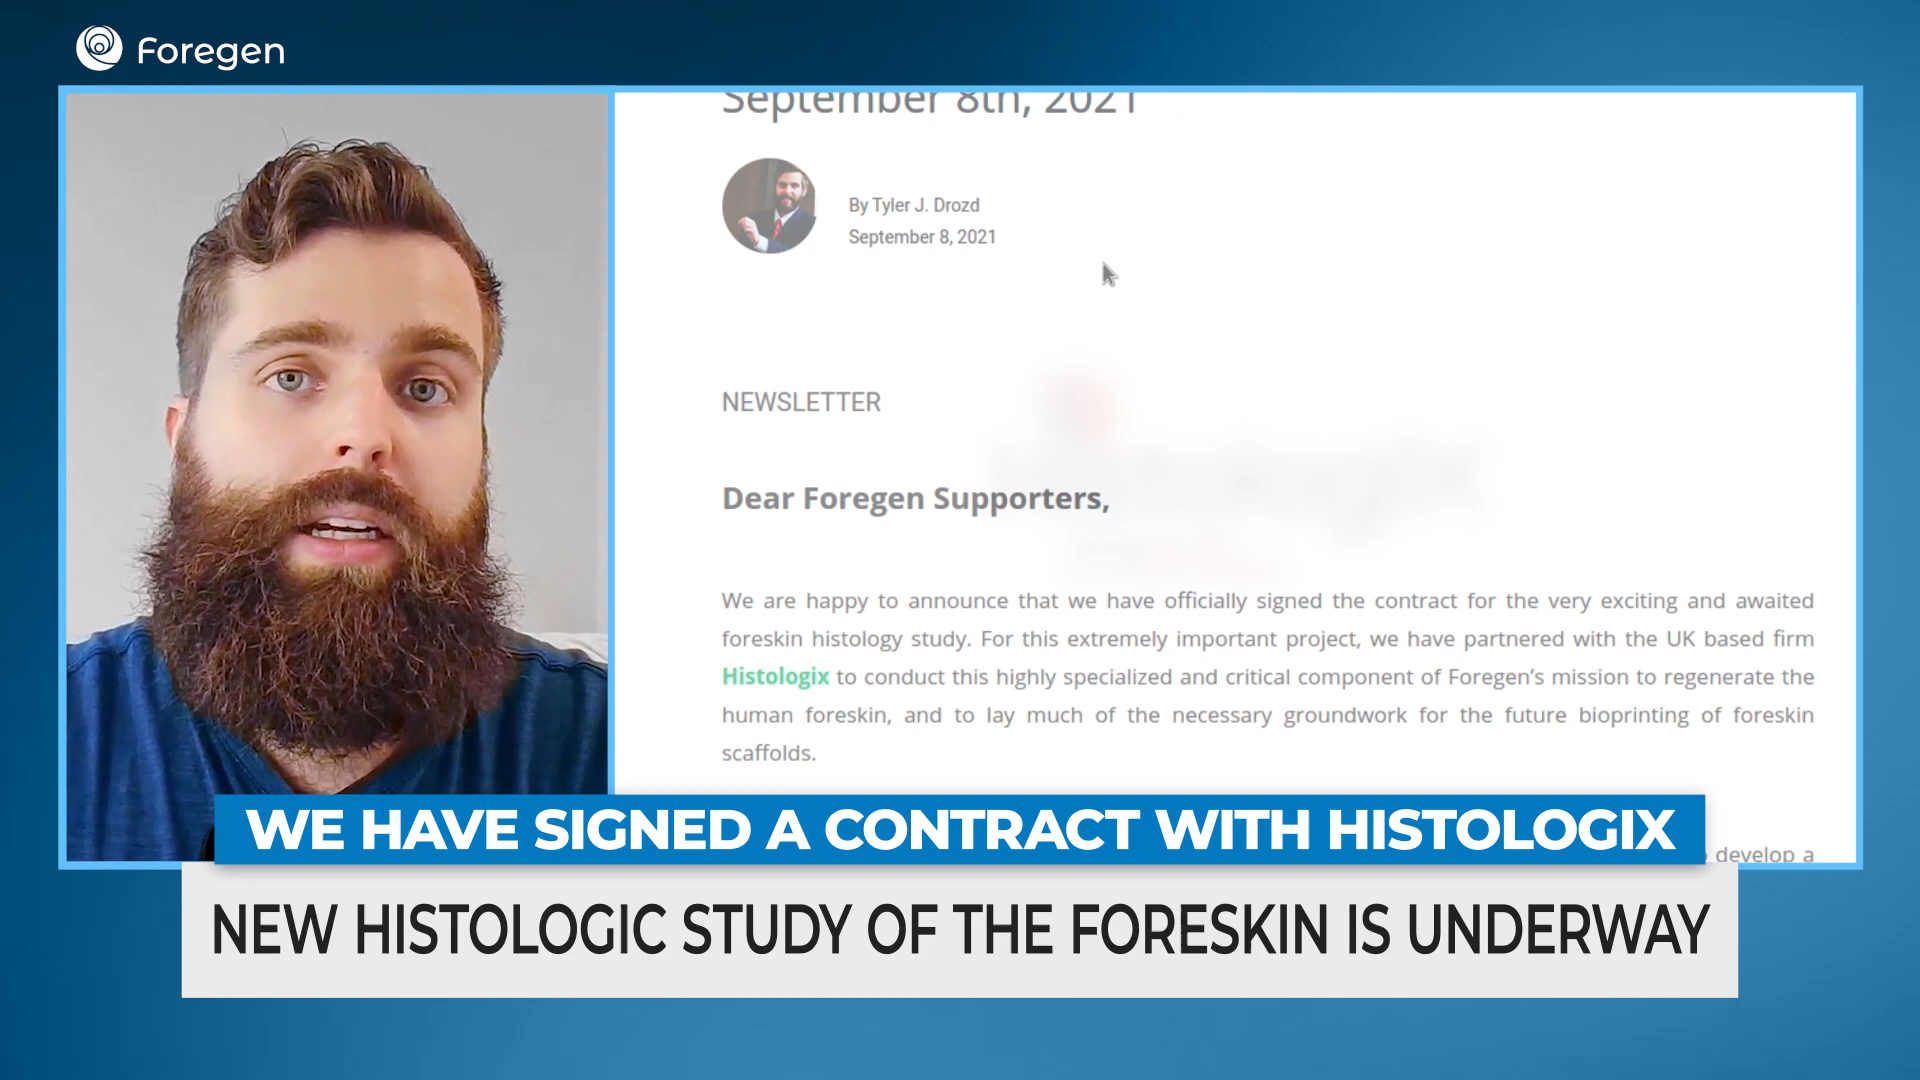 Foregen
September 8th, 2021
By Tyler J. Drozd
September 8, 2021
NEWSLETTER
Dear Foregen Supporters,
We are happy to announce that we have officially signed the contract for the very exciting and awaited
foreskin histology study. For this extremely important project, we have partnered with the UK based firm
Histologix to conduct this highly specialized and critical component of Foregen’s mission to regenerate the
human foreskin, and to lay much of the necessary groundwork for the future bioprinting of foreskin
scaffolds.
develop a
WE HAVE SIGNED A CONTRACT WITH HISTOLOGIX
NEW HISTOLOGIC STUDY OF THE FORESKIN IS UNDERWAY